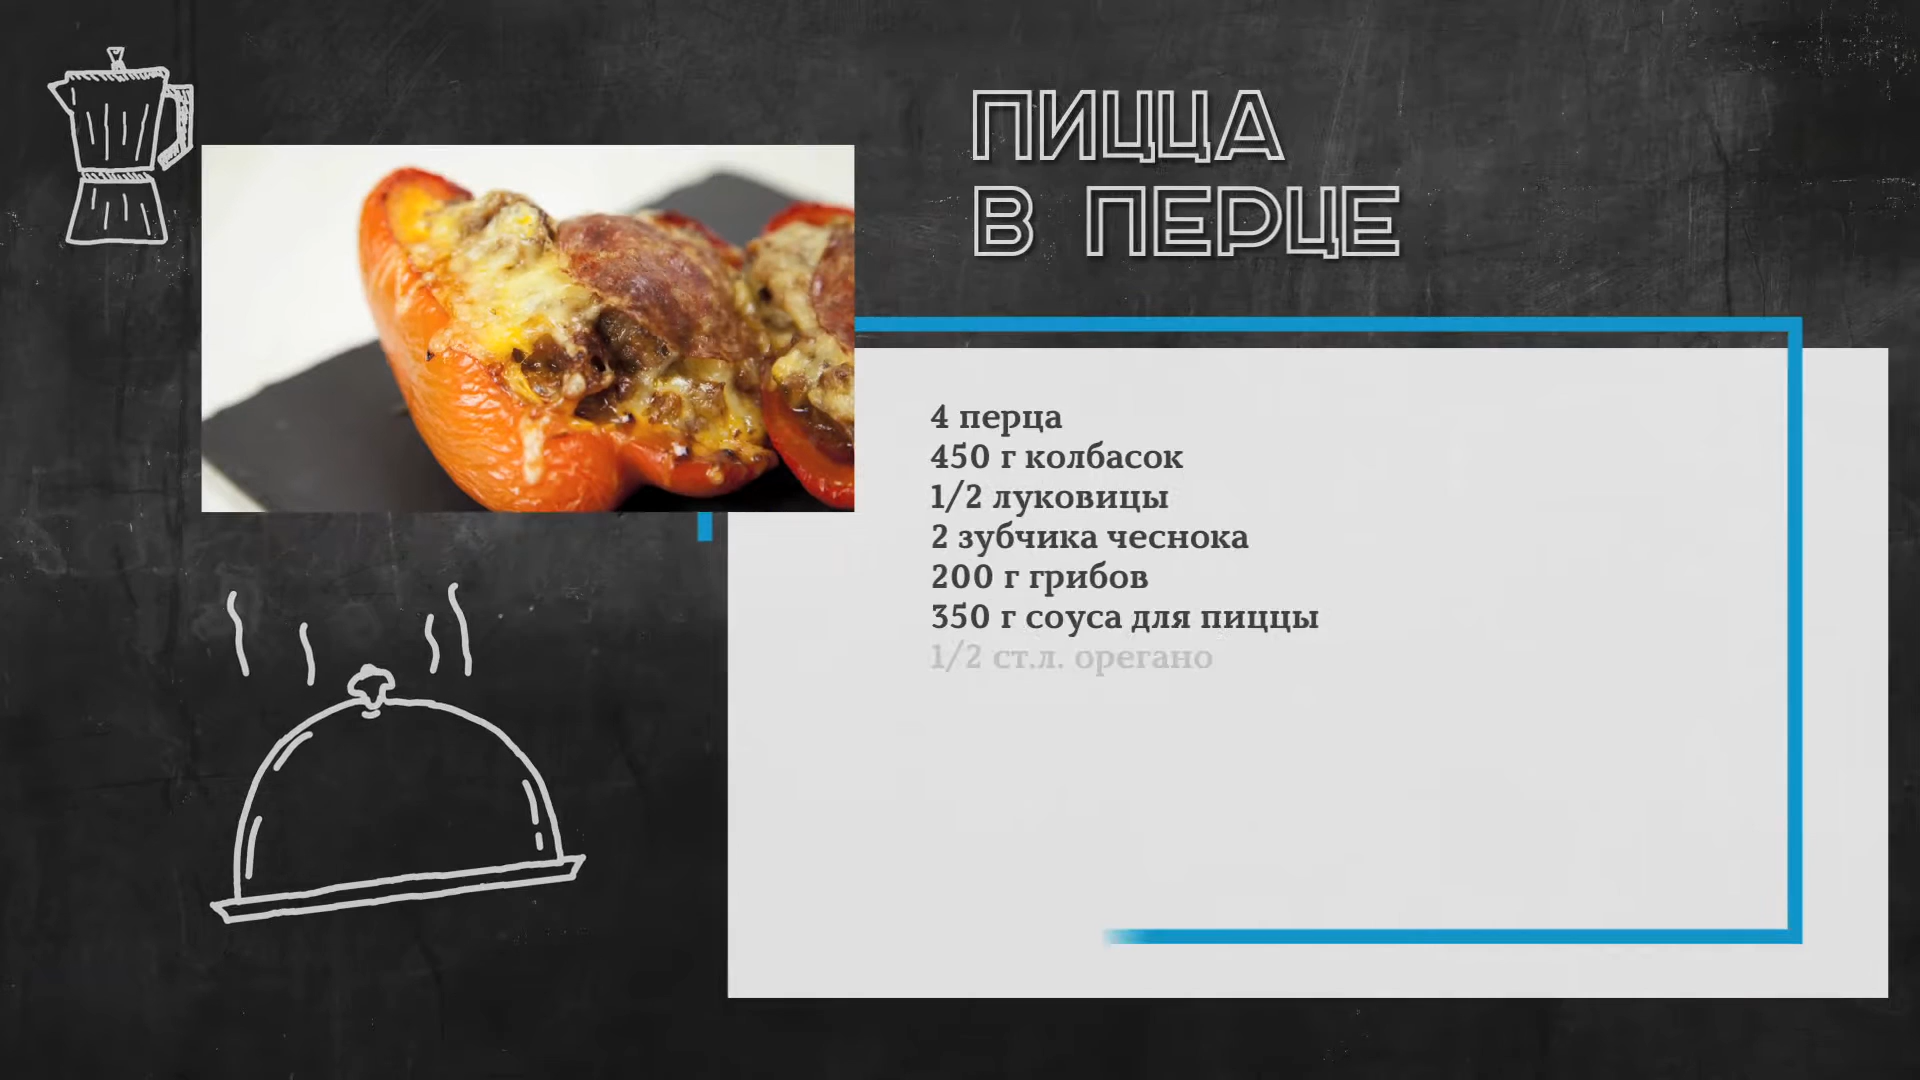 ПИЦЦА
В ПЕРЦЕ
4 перца
450 г колбасок
1/2 луковицы
2 зубчика чеснока
200 г грибов
350 г соуса для пиццы
1/2 ст.л. орегано